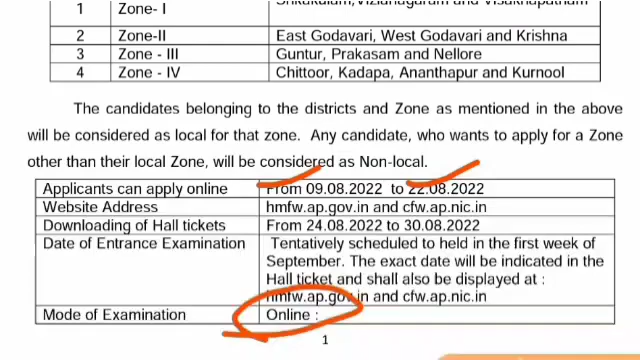 1 Zone- I Srikakulam,Vizianagaram and Visakhapatnam
2 Zone-II East Godavari, West Godavari and Krishna
3 Zone - III Guntur, Prakasam and Nellore
4 Zone - IV Chittoor, Kadapa, Ananthapur and Kurnool
The candidates belonging to the districts and Zone as mentioned in the above
will be considered as local for that zone. Any candidate, who wants to apply for a Zone
other than their local Zone, will be considered as Non-local.
Applicants can apply online From 09.08.2022 to 22.08.2022
Website Address hmfw.ap.gov.in and cfw.ap.nic.in
Downloading of Hall tickets From 24.08.2022 to 30.08.2022
Date of Entrance Examination Tentatively scheduled to held in the first week of
September. The exact date will be indicated in the
Hall ticket and shall also be displayed at :
hmfw.ap.gov.in and cfw.ap.nic.in
Mode of Examination Online :
1